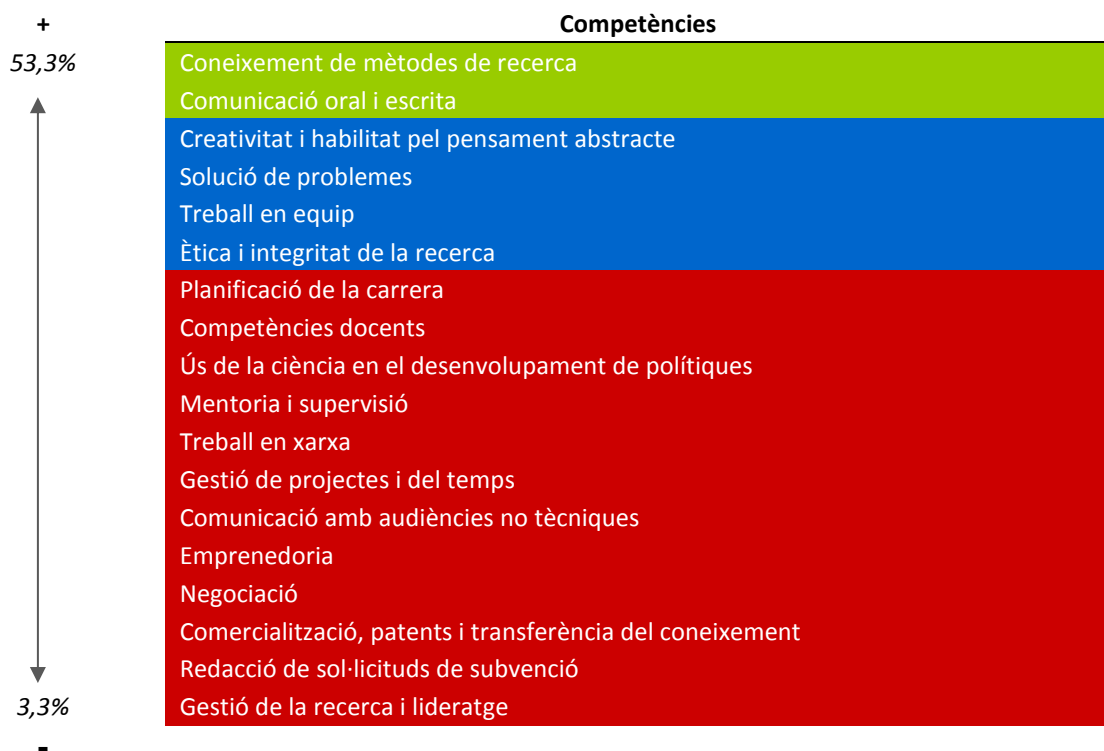 + Competències
53,3% Coneixement de mètodes de recerca
Comunicació oral i escrita
Creativitat i habilitat pel pensament abstracte
Solució de problemes
Treball en equip
Ètica i integritat de la recerca
Planificació de la carrera
Competències docents
Ús de la ciència en el desenvolupament de polítiques
Mentoria i supervisió
Treball en xarxa
Gestió de projectes i del temps
Comunicació amb audiències no tècniques
Emprenedoria
Negociació
Comercialització, patents i transferència del coneixement
Redacció de sol·licituds de subvenció
3,3% Gestió de la recerca i lideratge
-